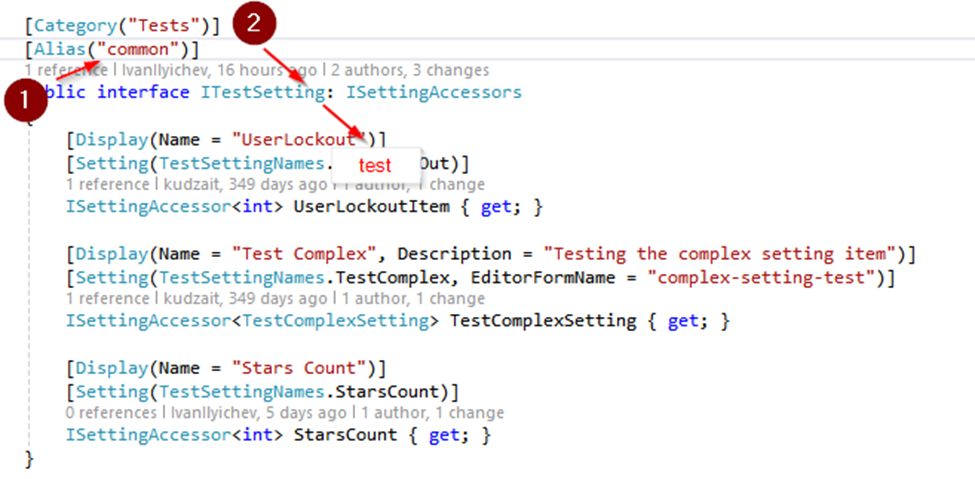 [Category("Tests")]
2
[Alias("common")]
1 reference | IvanIlyichev, 16 hours ago | 2 authors, 3 changes
1
blic interface ITestSetting: ISettingAccessors
[Display(Name = "UserLockout")]
[Setting(TestSettingNames. Out)]
test
1 reference | kudzait, 349 days ago | 1 author, 1 change
ISettingAccessor<int> UserLockoutItem { get; }
[Display(Name = "Test Complex", Description = "Testing the complex setting item")]
[Setting(TestSettingNames.TestComplex, EditorFormName = "complex-setting-test")]
1 reference | kudzait, 349 days ago | 1 author, 1 change
ISettingAccessor<TestComplexSetting> TestComplexSetting { get; }
[Display(Name = "Stars Count")]
[Setting(TestSettingNames.StarsCount)]
0 references | IvanIlyichev, 5 days ago | 1 author, 1 change
ISettingAccessor<int> StarsCount { get; }
}